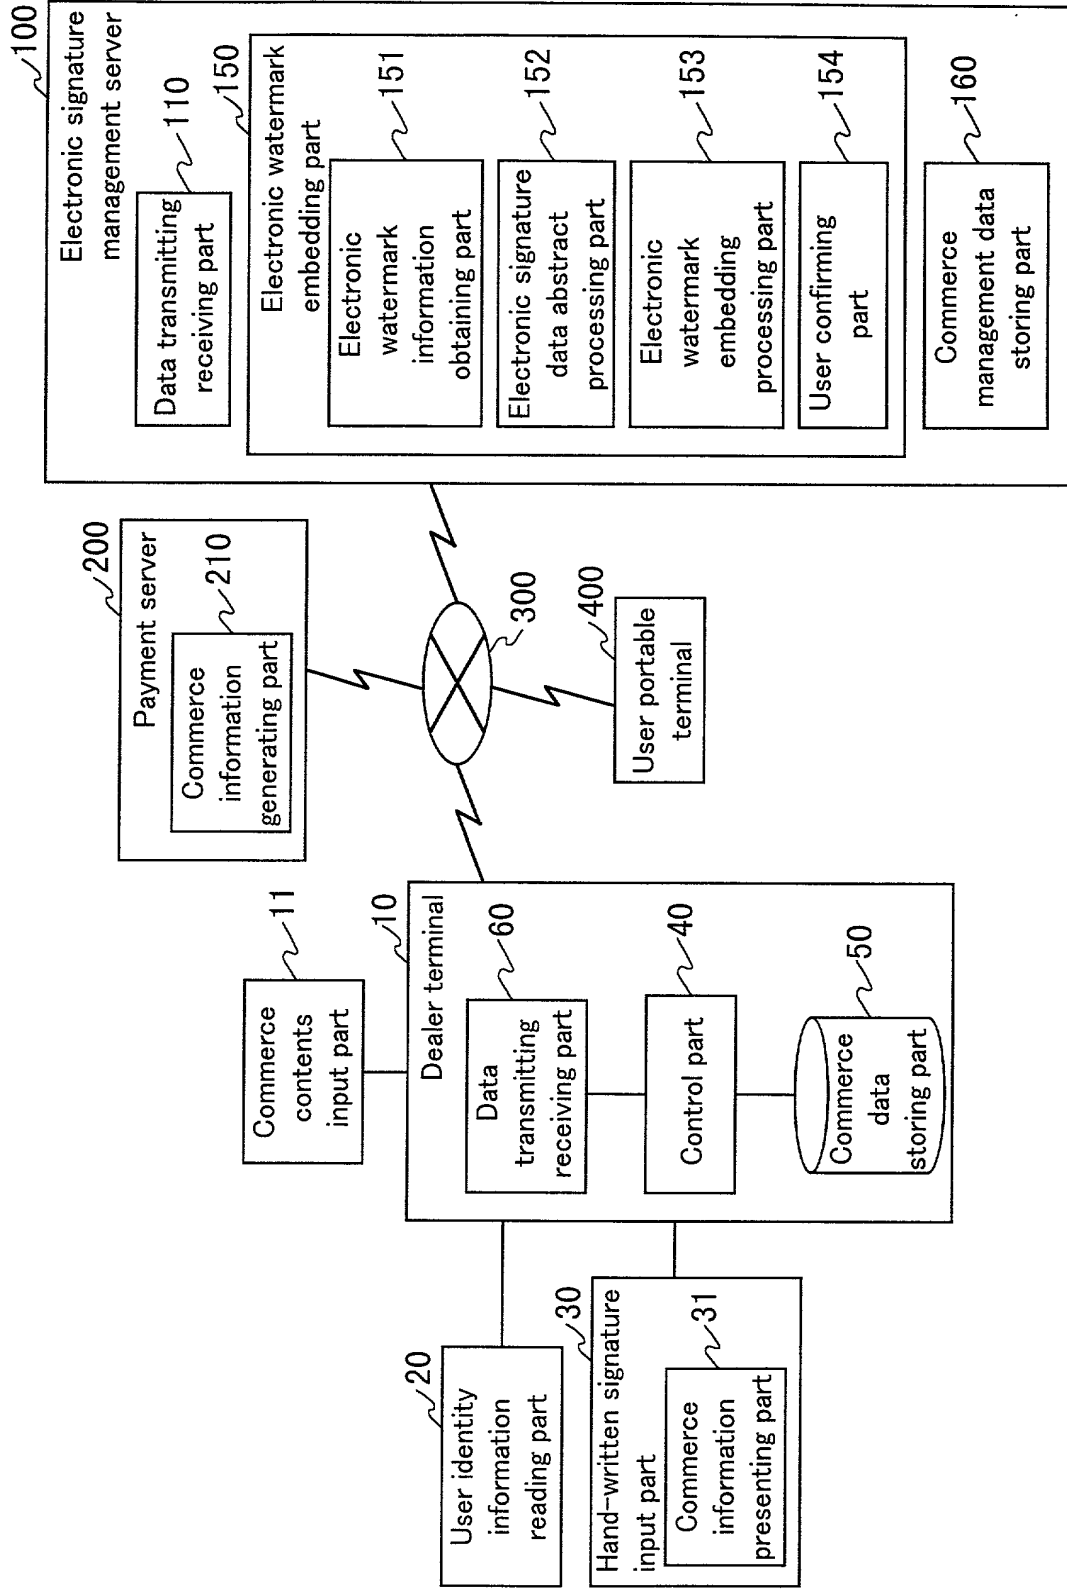 100
Electronic signature
management server
110
Data transmitting
receiving part
150
Electronic watermark
embedding part
151
Electronic
watermark
information
obtaining part
152
Electronic signature
data abstract
processing part
153
Electronic
watermark
embedding
processing part
154
User confirming
part
160
Commerce
management data
storing part
200
Payment server
210
Commerce
information
generating part
300
400
User portable
terminal
11
Commerce
contents
input part
10
Dealer terminal
60
Data
transmitting
receiving part
40
Control part
50
Commerce
data
storing part
20
User identity
information
reading part
30
Hand-written signature
input part
31
Commerce
information
presenting part